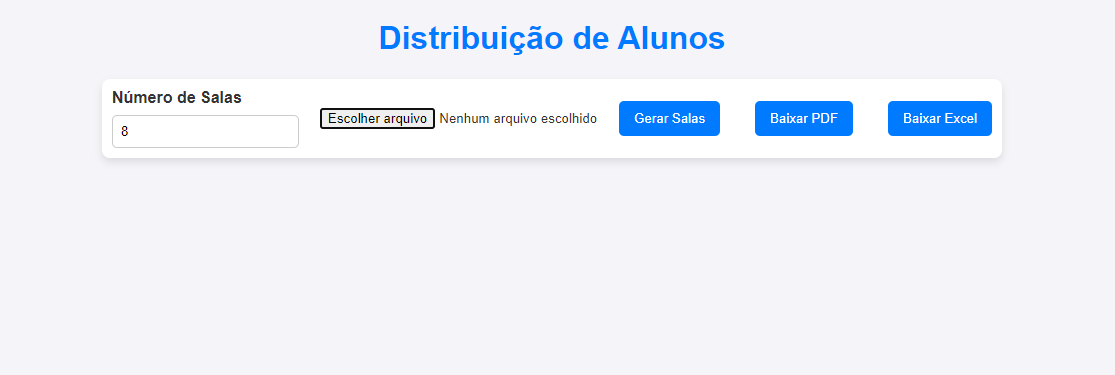 Distribuição de Alunos
Número de Salas
8
Escolher arquivo Nenhum arquivo escolhido
Gerar Salas
Baixar PDF
Baixar Excel